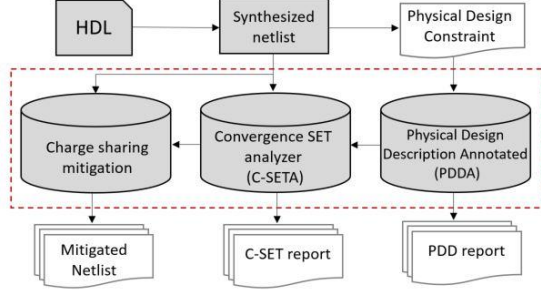 HDL
Synthesized
netlist
Physical Design
Constraint
Charge sharing
mitigation
Convergence SET
analyzer
(C-SETA)
Physical Design
Description Annotated
(PDDA)
Mitigated
Netlist
C-SET report
PDD report